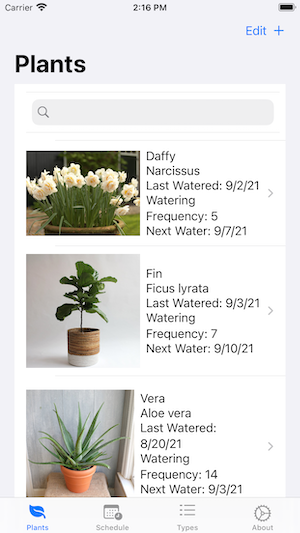 Carrier 2:16 PM
Edit +
Plants
Daffy
Narcissus
Last Watered: 9/2/21
Watering
Frequency: 5
Next Water: 9/7/21
Fin
Ficus lyrata
Last Watered: 9/3/21
Watering
Frequency: 7
Next Water: 9/10/21
Vera
Aloe vera
Last Watered:
8/20/21
Watering
Frequency: 14
Next Water: 9/3/21
Plants Schedule Types About